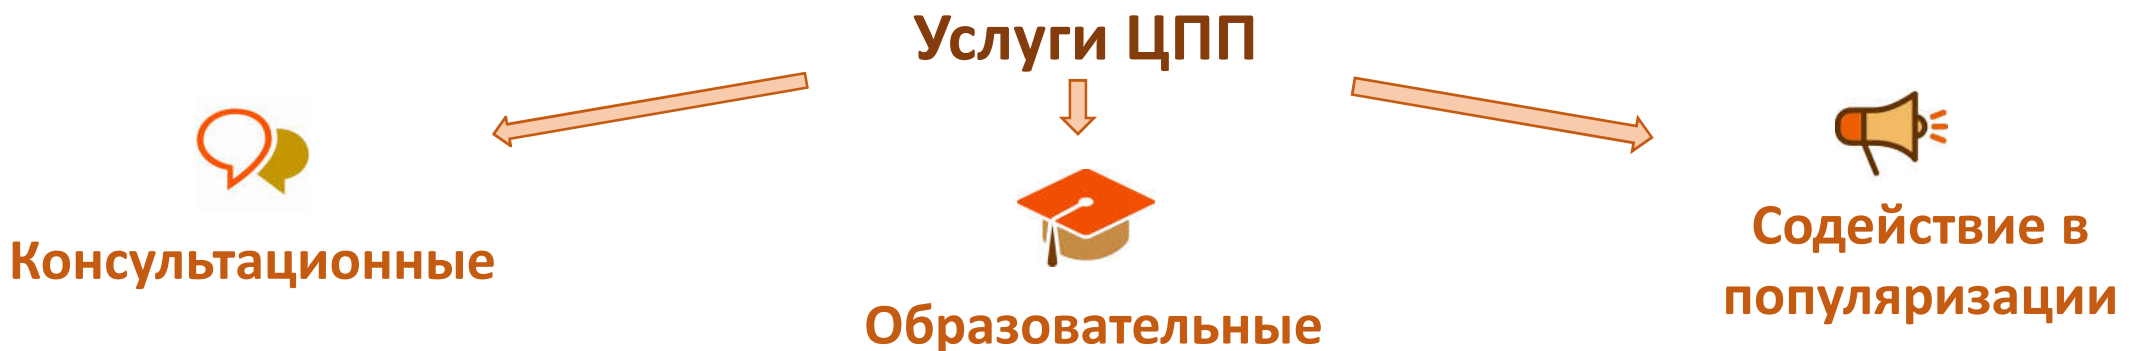 Услуги ЦПП
Консультационные
Образовательные
Содействие в
популяризации